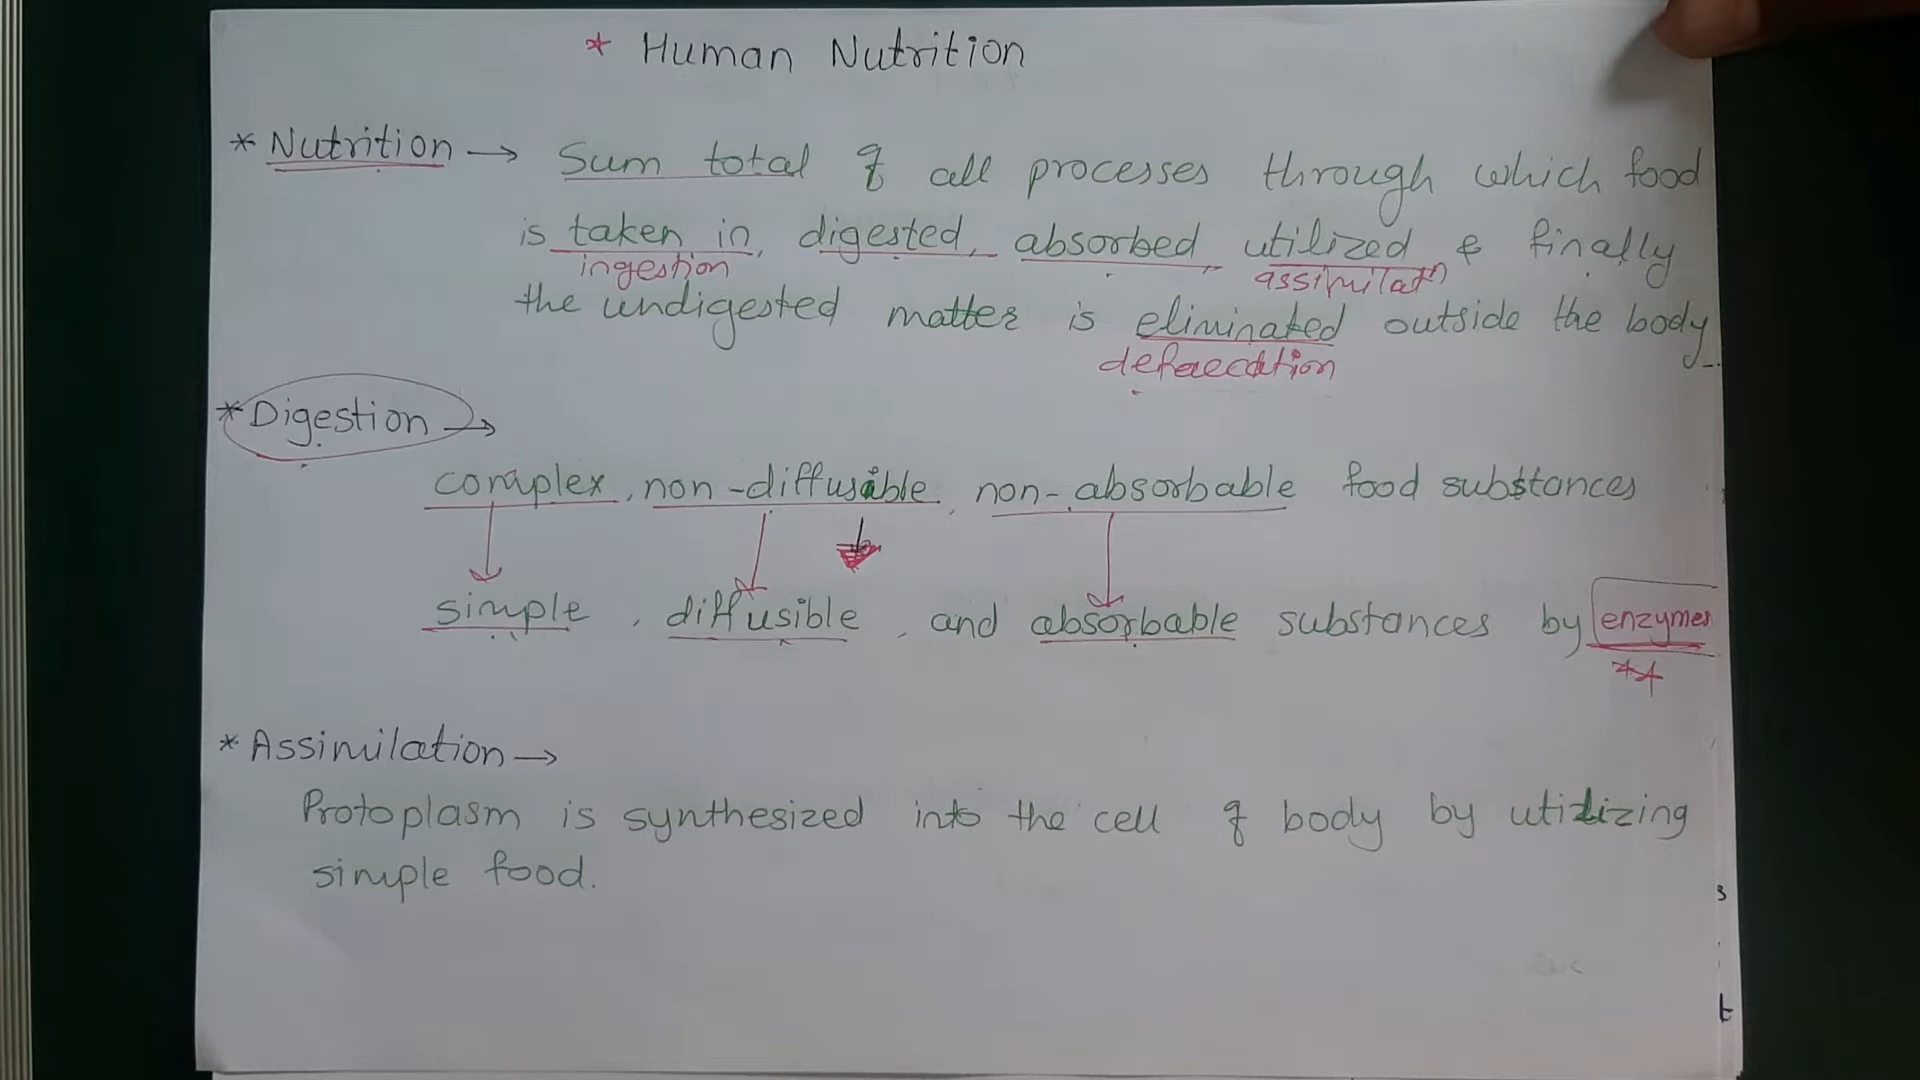 * Human Nutrition
* Nutrition → Sum total of all processes through which food
is taken in, digested, absorbed, utilized & finally
ingestion assimilatn
the undigested matter is eliminated outside the body.
defaecation
* Digestion →
complex, non-diffusible, non-absorbable food substances
simple, diffusible, and absorbable substances by enzymes
**
* Assimilation →
Protoplasm is synthesized into the cell of body by utilizing
simple food.
s
t